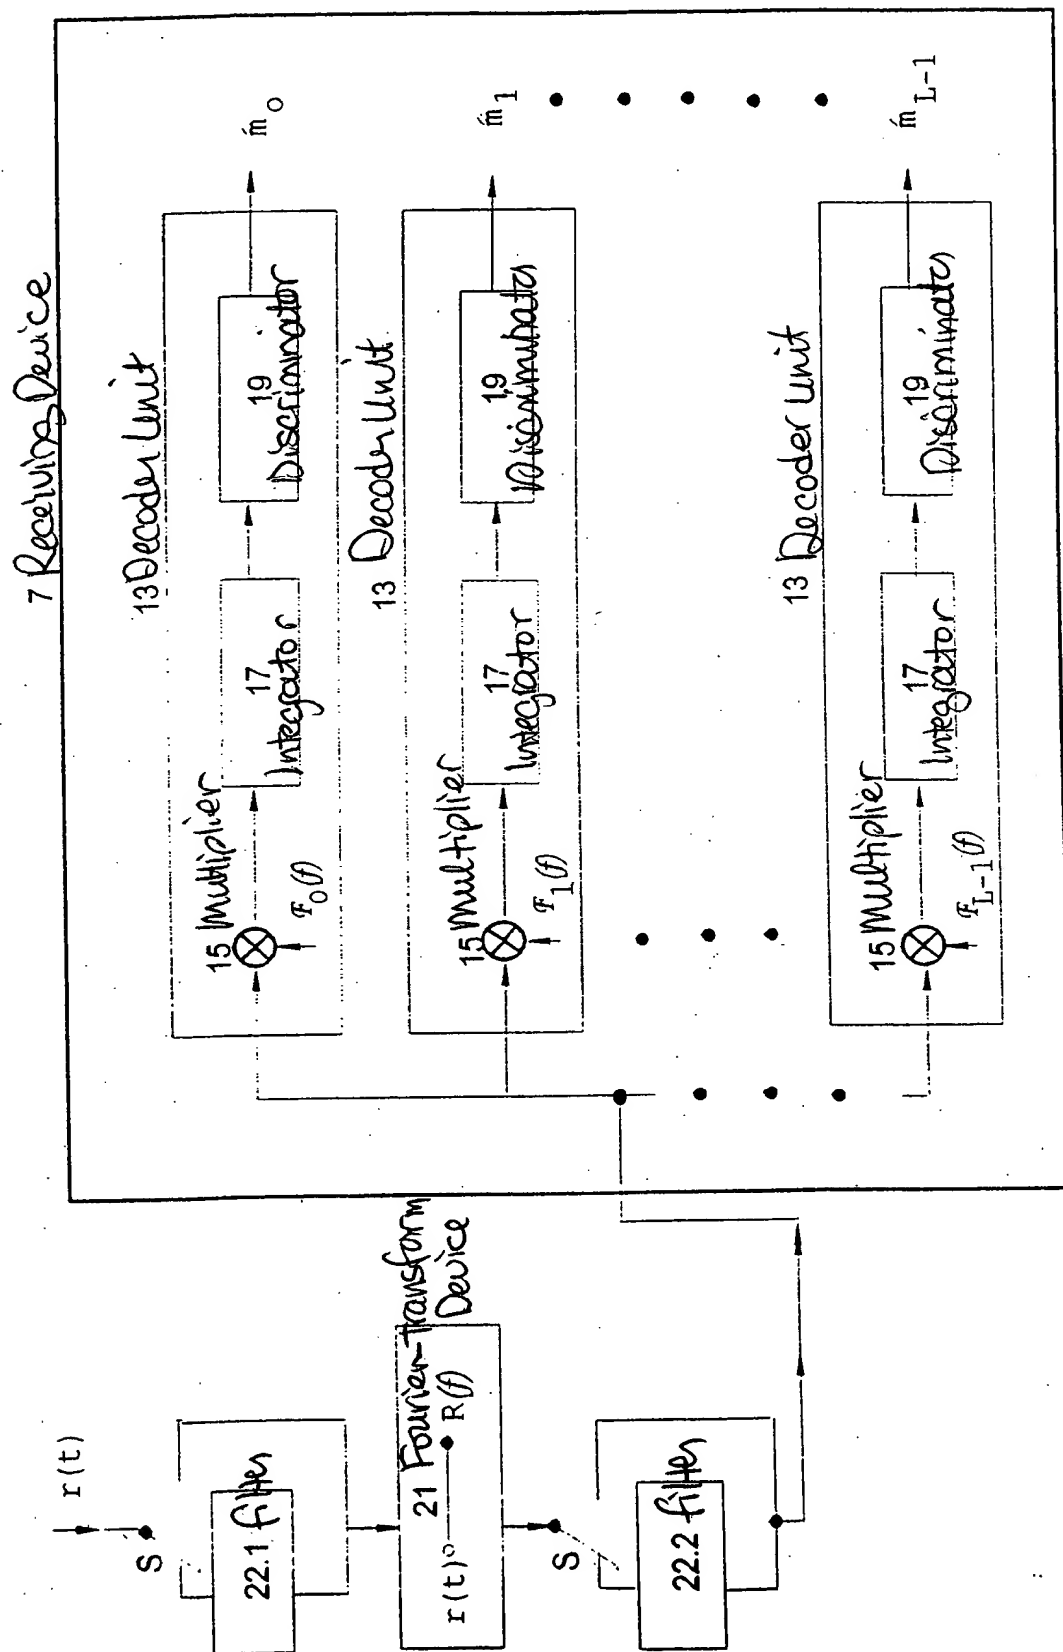 7 Receiving Device
r(t)
S
22.1 filter
21 Fourier-Transform
Device
r(t) R(f)
S
22.2 filter
13 Decoder Unit
15 Multiplier
F0(f)
17
Integrator
19
Discriminator
m̂0
13 Decoder Unit
15 Multiplier
F1(f)
17
Integrator
19
Discriminator
m̂1
13 Decoder Unit
15 Multiplier
FL-1(f)
17
Integrator
19
Discriminator
m̂L-1